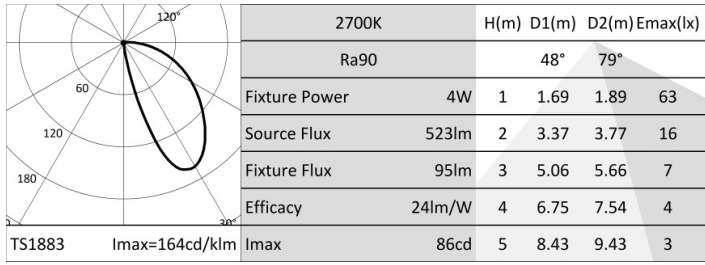 120°
60
120
180
0
30°
TS1883 Imax=164cd/klm
2700K
Ra90
Fixture Power 4W
Source Flux 523lm
Fixture Flux 95lm
Efficacy 24lm/W
Imax 86cd
H(m) D1(m) D2(m) Emax(lx)
48° 79°
1 1.69 1.89 63
2 3.37 3.77 16
3 5.06 5.66 7
4 6.75 7.54 4
5 8.43 9.43 3